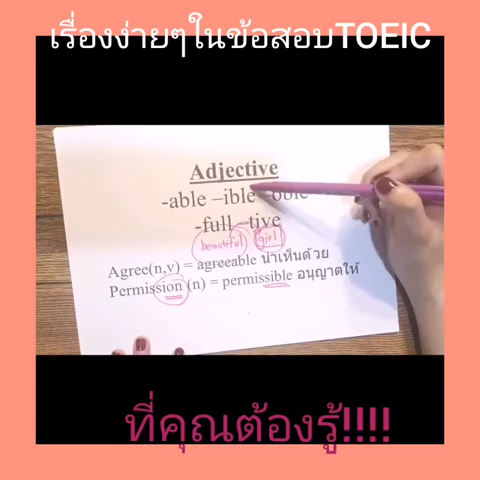 เรื่องง่ายๆในข้อสอบTOEIC
Adjective
-able –ible –oble
-full –tive
beautiful girl
Agree(n,v) = agreeable น่าเห็นด้วย
Permission (n) = permissible อนุญาตให้
ที่คุณต้องรู้!!!!